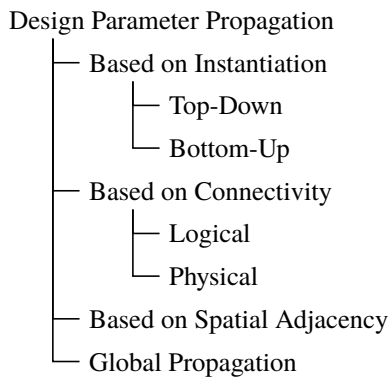 Design Parameter Propagation
Based on Instantiation
Top-Down
Bottom-Up
Based on Connectivity
Logical
Physical
Based on Spatial Adjacency
Global Propagation